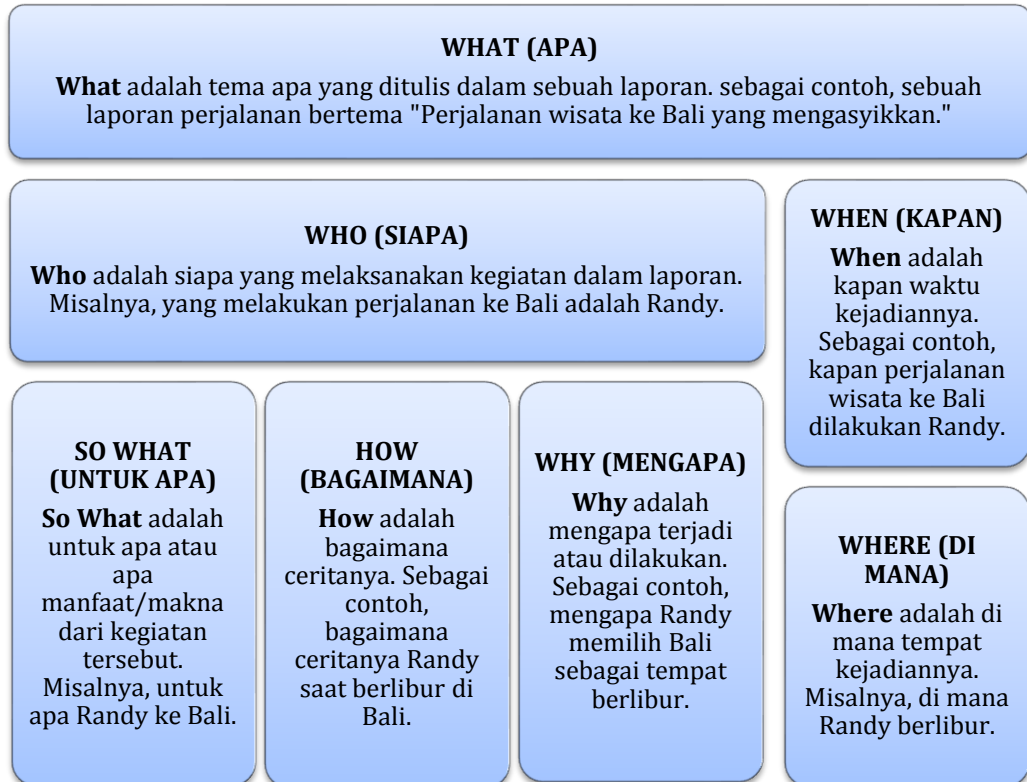 WHAT (APA)
What adalah tema apa yang ditulis dalam sebuah laporan. sebagai contoh, sebuah
laporan perjalanan bertema "Perjalanan wisata ke Bali yang mengasyikkan."
WHO (SIAPA)
Who adalah siapa yang melaksanakan kegiatan dalam laporan.
Misalnya, yang melakukan perjalanan ke Bali adalah Randy.
WHEN (KAPAN)
When adalah
kapan waktu
kejadiannya.
Sebagai contoh,
kapan perjalanan
wisata ke Bali
dilakukan Randy.
SO WHAT
(UNTUK APA)
So What adalah
untuk apa atau
apa
manfaat/makna
dari kegiatan
tersebut.
Misalnya, untuk
apa Randy ke Bali.
HOW
(BAGAIMANA)
How adalah
bagaimana
ceritanya. Sebagai
contoh,
bagaimana
ceritanya Randy
saat berlibur di
Bali.
WHY (MENGAPA)
Why adalah
mengapa terjadi
atau dilakukan.
Sebagai contoh,
mengapa Randy
memilih Bali
sebagai tempat
berlibur.
WHERE (DI
MANA)
Where adalah di
mana tempat
kejadiannya.
Misalnya, di mana
Randy berlibur.